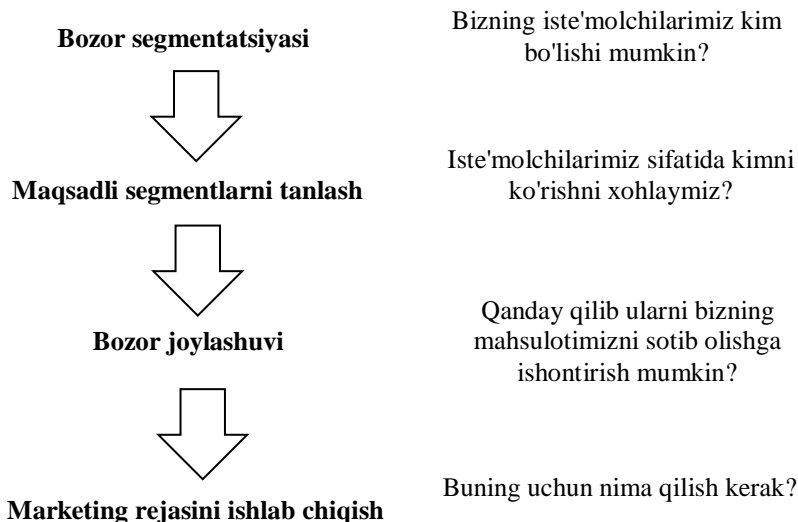 Bozor segmentatsiyasi
Bizning iste'molchilarimiz kim
bo'lishi mumkin?
Maqsadli segmentlarni tanlash
Iste'molchilarimiz sifatida kimni
ko'rishni xohlaymiz?
Bozor joylashuvi
Qanday qilib ularni bizning
mahsulotimizni sotib olishga
ishontirish mumkin?
Marketing rejasini ishlab chiqish
Buning uchun nima qilish kerak?